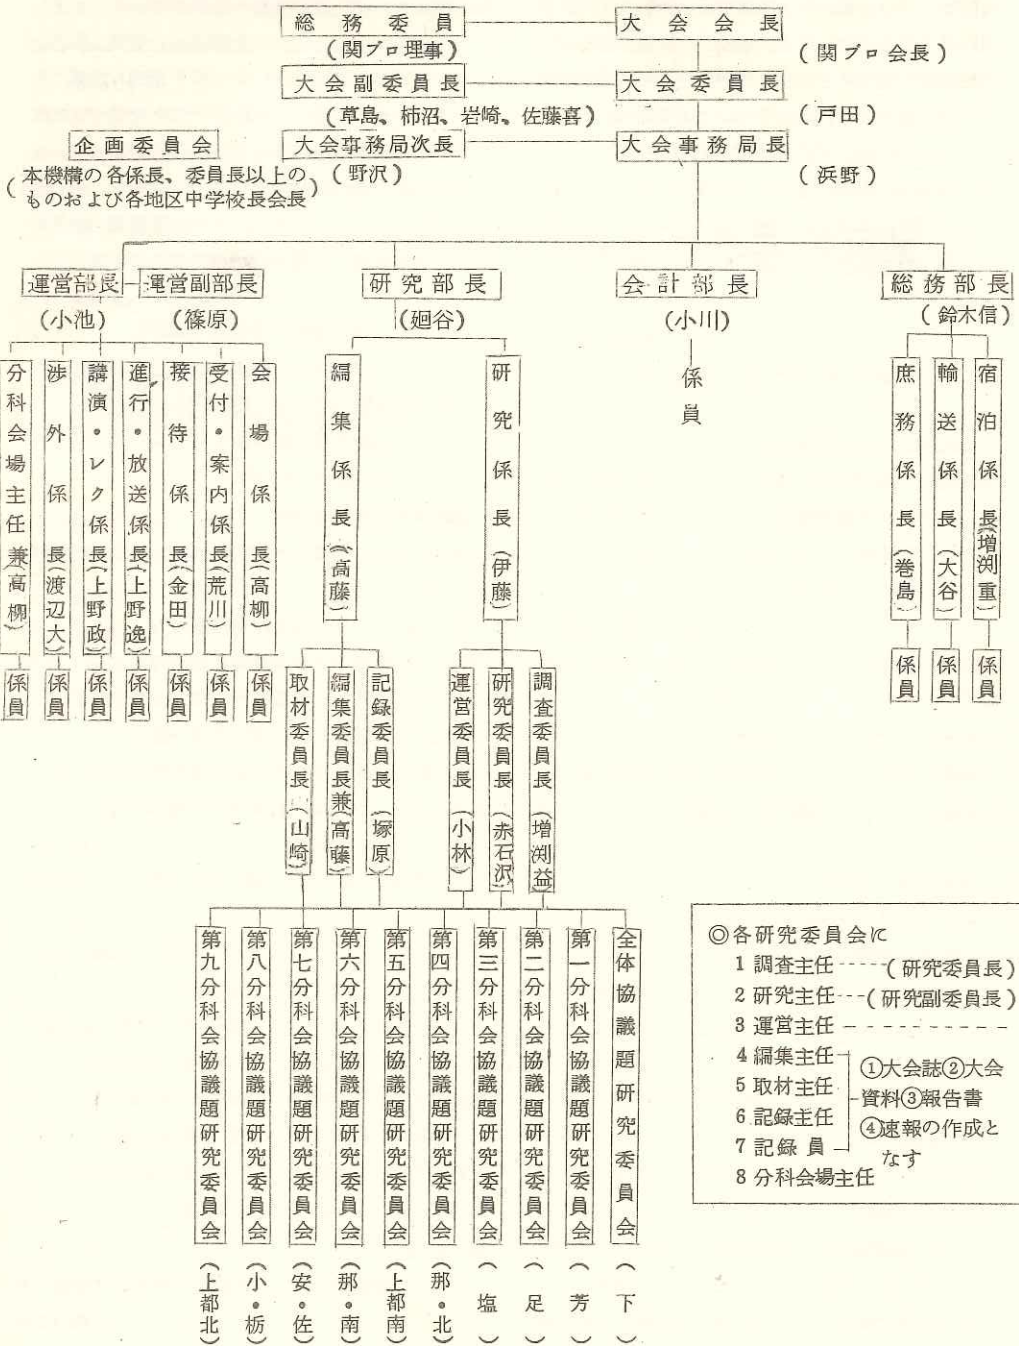 総務委員
大会会長
(関ブロ理事)
(関ブロ会長)
大会副委員長
大会委員長
(草島、柿沼、岩崎、佐藤喜)
(戸田)
企画委員会
大会事務局次長
大会事務局長
(本機構の各係長、委員長以上の
ものおよび各地区中学校長会長)
(野沢)
(浜野)
運営部長
運営副部長
研究部長
会計部長
総務部長
(小池)
(篠原)
(廻谷)
(小川)
(鈴木信)
分科会場主任兼(高柳)
渉外係長(渡辺大)
講演・レク係長(上野政)
進行・放送係長(上野逸)
接待係長(金田)
受付・案内係長(荒川)
会場係長(高柳)
編集係長(高藤)
研究係長(伊藤)
係員
庶務係長(巻島)
輸送係長(大谷)
宿泊係長(増渕重)
係員
係員
係員
係員
係員
係員
係員
係員
係員
係員
取材委員長(山崎)
編集委員長兼(高藤)
記録委員長(塚原)
運営委員長(小林)
研究委員長(赤石沢)
調査委員長(増渕益)
第九分科会協議題研究委員会(上都北)
第八分科会協議題研究委員会(小・栃)
第七分科会協議題研究委員会(安・佐)
第六分科会協議題研究委員会(那・南)
第五分科会協議題研究委員会(上都南)
第四分科会協議題研究委員会(那・北)
第三分科会協議題研究委員会(塩)
第二分科会協議題研究委員会(足)
第一分科会協議題研究委員会(芳)
全体協議題研究委員会(下)
◎各研究委員会に
1 調査主任-----(研究委員長)
2 研究主任---(研究副委員長)
3 運営主任----------
4 編集主任
5 取材主任
6 記録主任
7 記録員
①大会誌②大会
資料③報告書
④速報の作成と
なす
8 分科会場主任